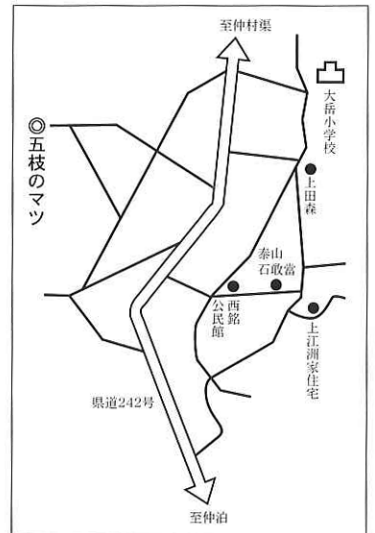 至仲村渠
大岳小学校
◎五枝のマツ
上田森
泰山
石敢當
西銘
公民館
上江洲家住宅
県道242号
至仲泊